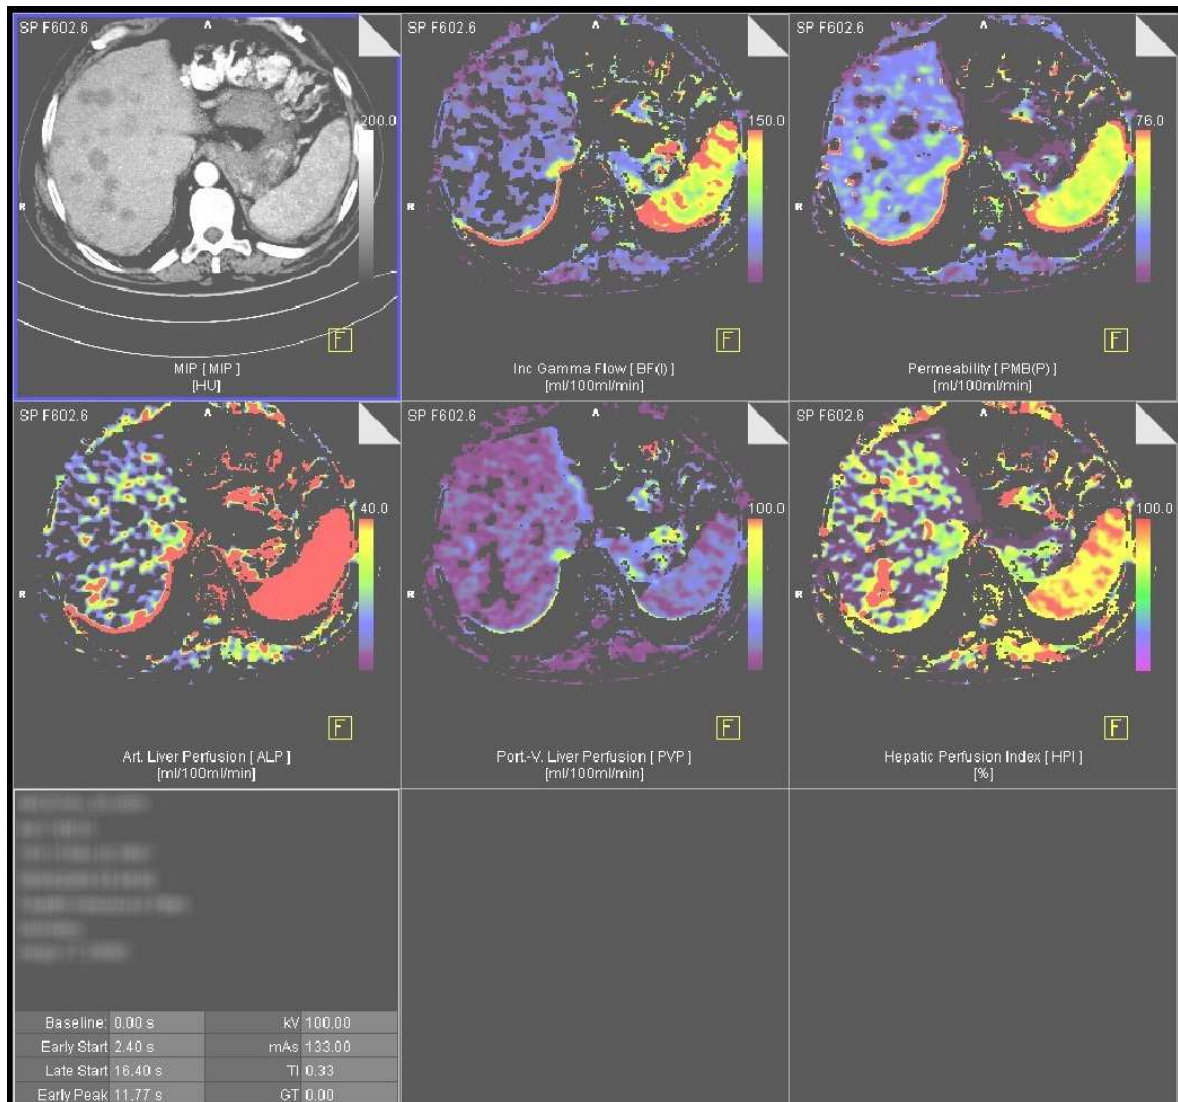 SP F602.6
A
200.0
R
F
MIP [ MIP ]
[HU]
SP F602.6
A
150.0
R
F
Inc Gamma Flow [ BF(I) ]
[ml/100ml/min]
SP F602.6
A
76.0
R
F
Permeability [ PMB(P) ]
[ml/100ml/min]
SP F602.6
A
40.0
R
F
Art. Liver Perfusion [ ALP ]
[ml/100ml/min]
SP F602.6
A
100.0
R
F
Port.-V. Liver Perfusion [ PVP ]
[ml/100ml/min]
SP F602.6
A
100.0
R
F
Hepatic Perfusion Index [ HPI ]
[%]
Baseline: 0.00 s kV 100.00
Early Start 2.40 s mAs 133.00
Late Start 16.40 s TI 0.33
Early Peak 11.77 s GT 0.00